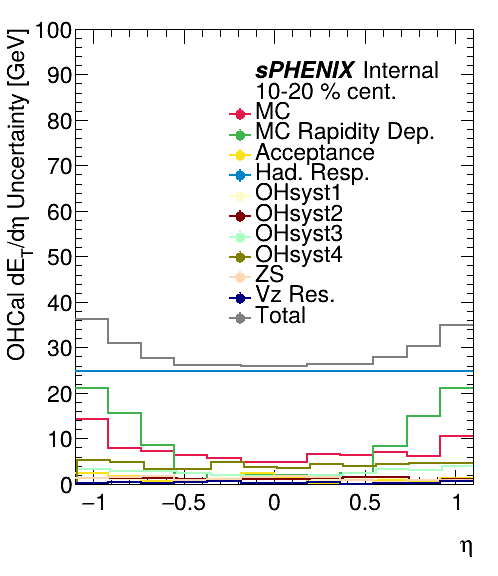 OHCal dE_T/dη Uncertainty [GeV]
100
90
80
70
60
50
40
30
20
10
0
sPHENIX Internal
10-20 % cent.
MC
MC Rapidity Dep.
Acceptance
Had. Resp.
OHsyst1
OHsyst2
OHsyst3
OHsyst4
ZS
Vz Res.
Total
−1 −0.5 0 0.5 1
η